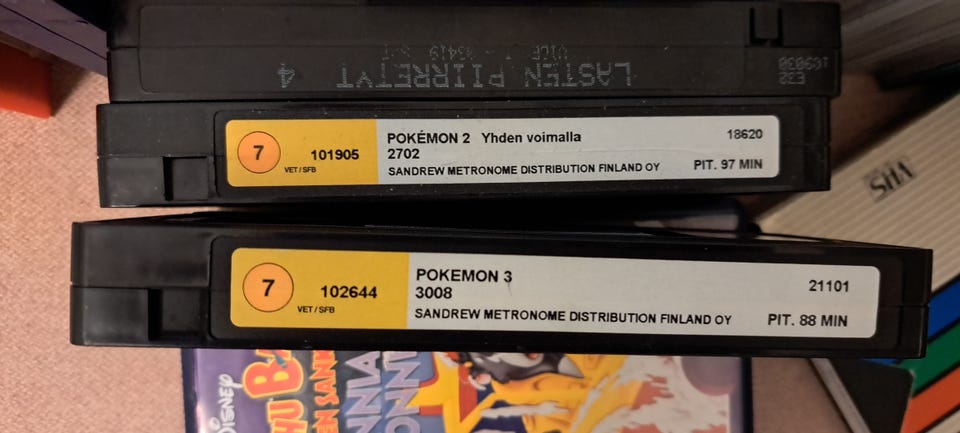 LASTEN PIIRRETYT 4
E32
7
101905
VET / SFB
POKÉMON 2 Yhden voimalla
2702
SANDREW METRONOME DISTRIBUTION FINLAND OY
18620
PIT. 97 MIN
VHS
7
102644
VET / SFB
POKEMON 3
3008
SANDREW METRONOME DISTRIBUTION FINLAND OY
21101
PIT. 88 MIN
DISNEY